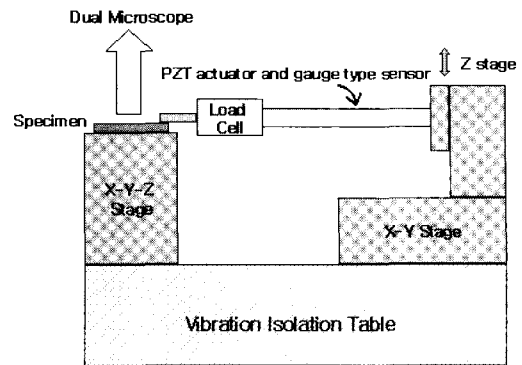 Dual Microscope
Z stage
PZT actuator and gauge type sensor
Specimen
Load
Cell
X-Y-Z
Stage
X-Y Stage
Vibration Isolation Table